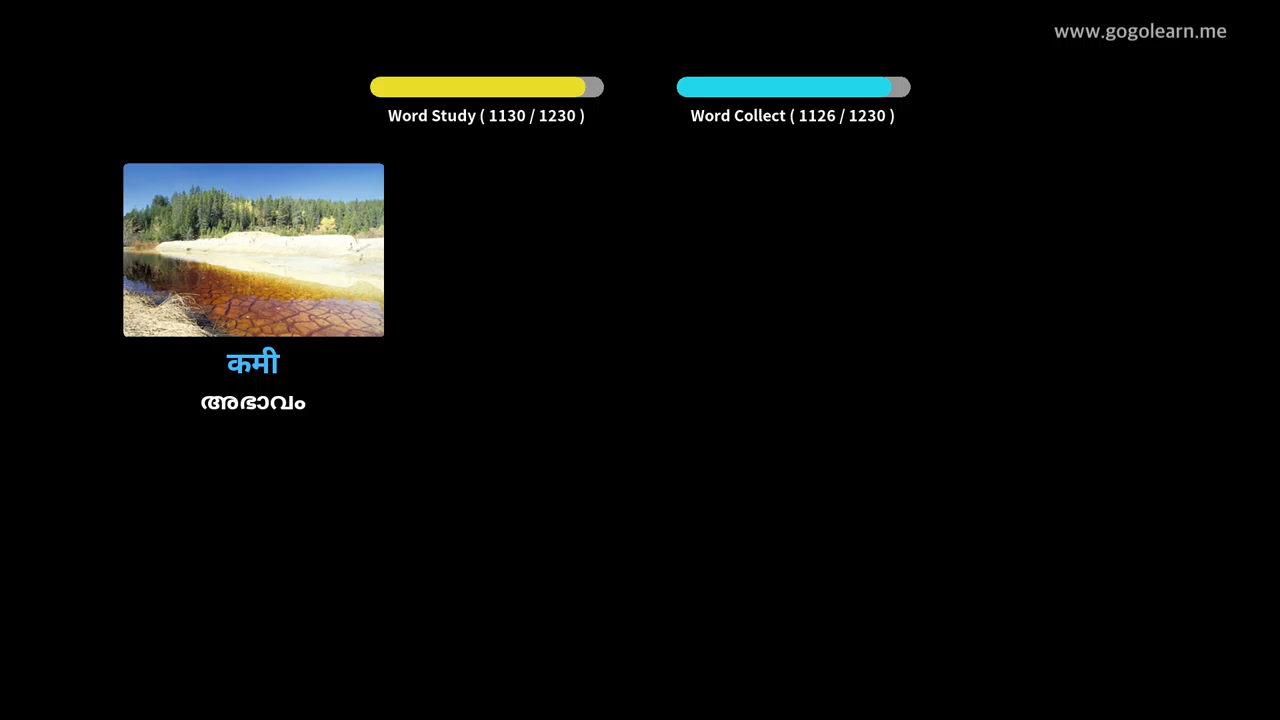 www.gogolearn.me
Word Study ( 1130 / 1230 )
Word Collect ( 1126 / 1230 )
कमी
അഭാവം